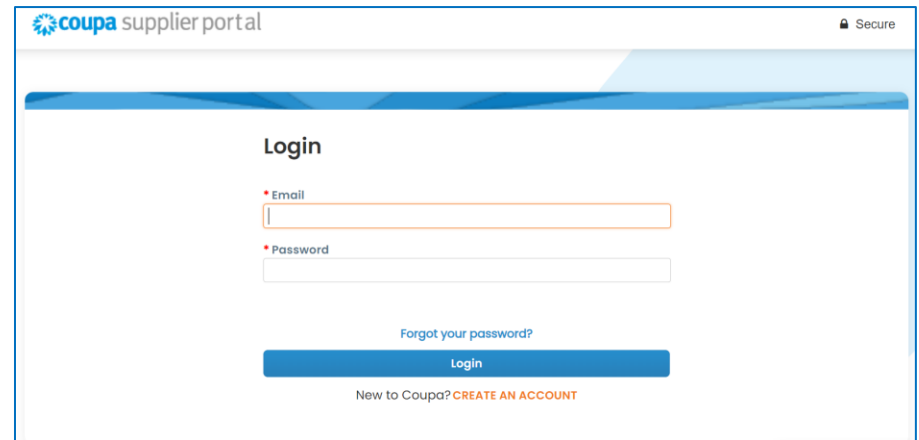 coupa supplier portal
Secure
Login
* Email
* Password
Forgot your password?
Login
New to Coupa? CREATE AN ACCOUNT